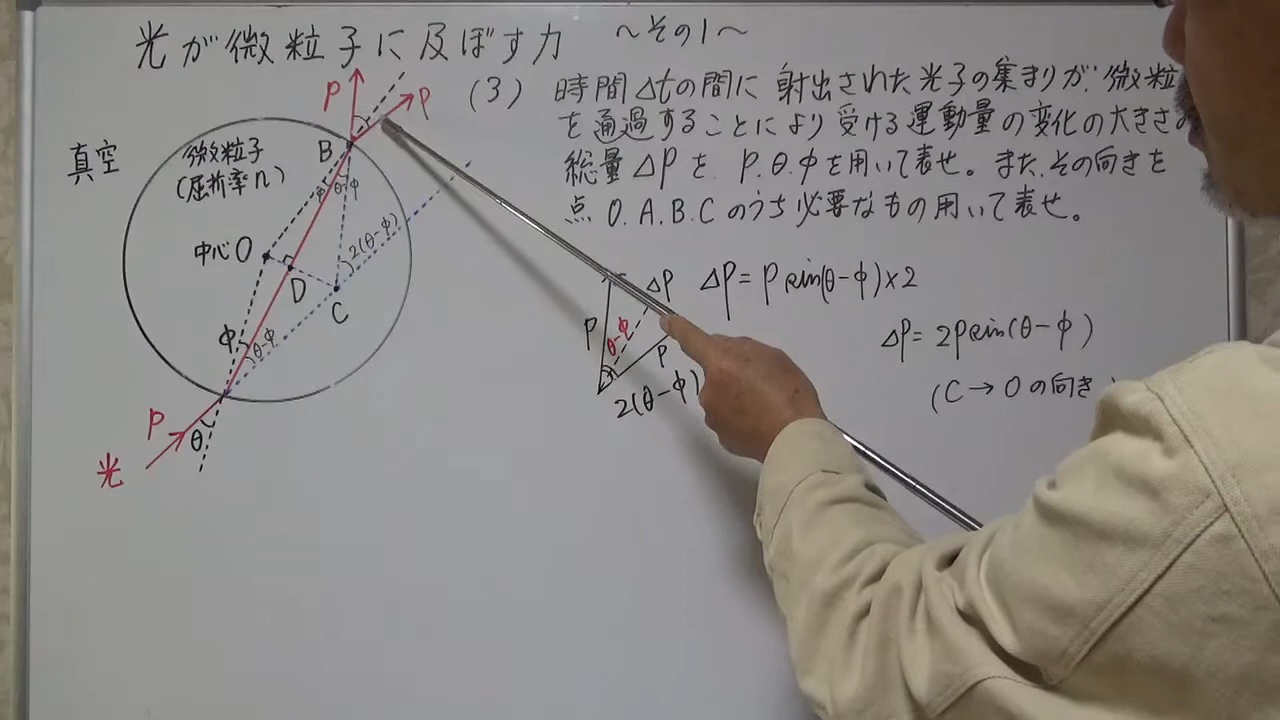 光が微粒子に及ぼす力 〜その1〜
(3) 時間Δtの間に射出された光子の集まりが、微粒
を通過することにより受ける運動量の変化の大きさの
総量ΔPを、P、θ、φを用いて表せ。また、その向きを
点O、A、B、Cのうち必要なもの用いて表せ。
P
P
真空
微粒子
(屈折率n)
B
φ
θ-φ
中心O
2(θ-φ)
D
C
φ
θ-φ
P
θ
光
ΔP
P
θ-φ
P
2(θ-φ)
ΔP = P sin(θ-φ)×2
ΔP = 2P sin(θ-φ)
(C→Oの向き